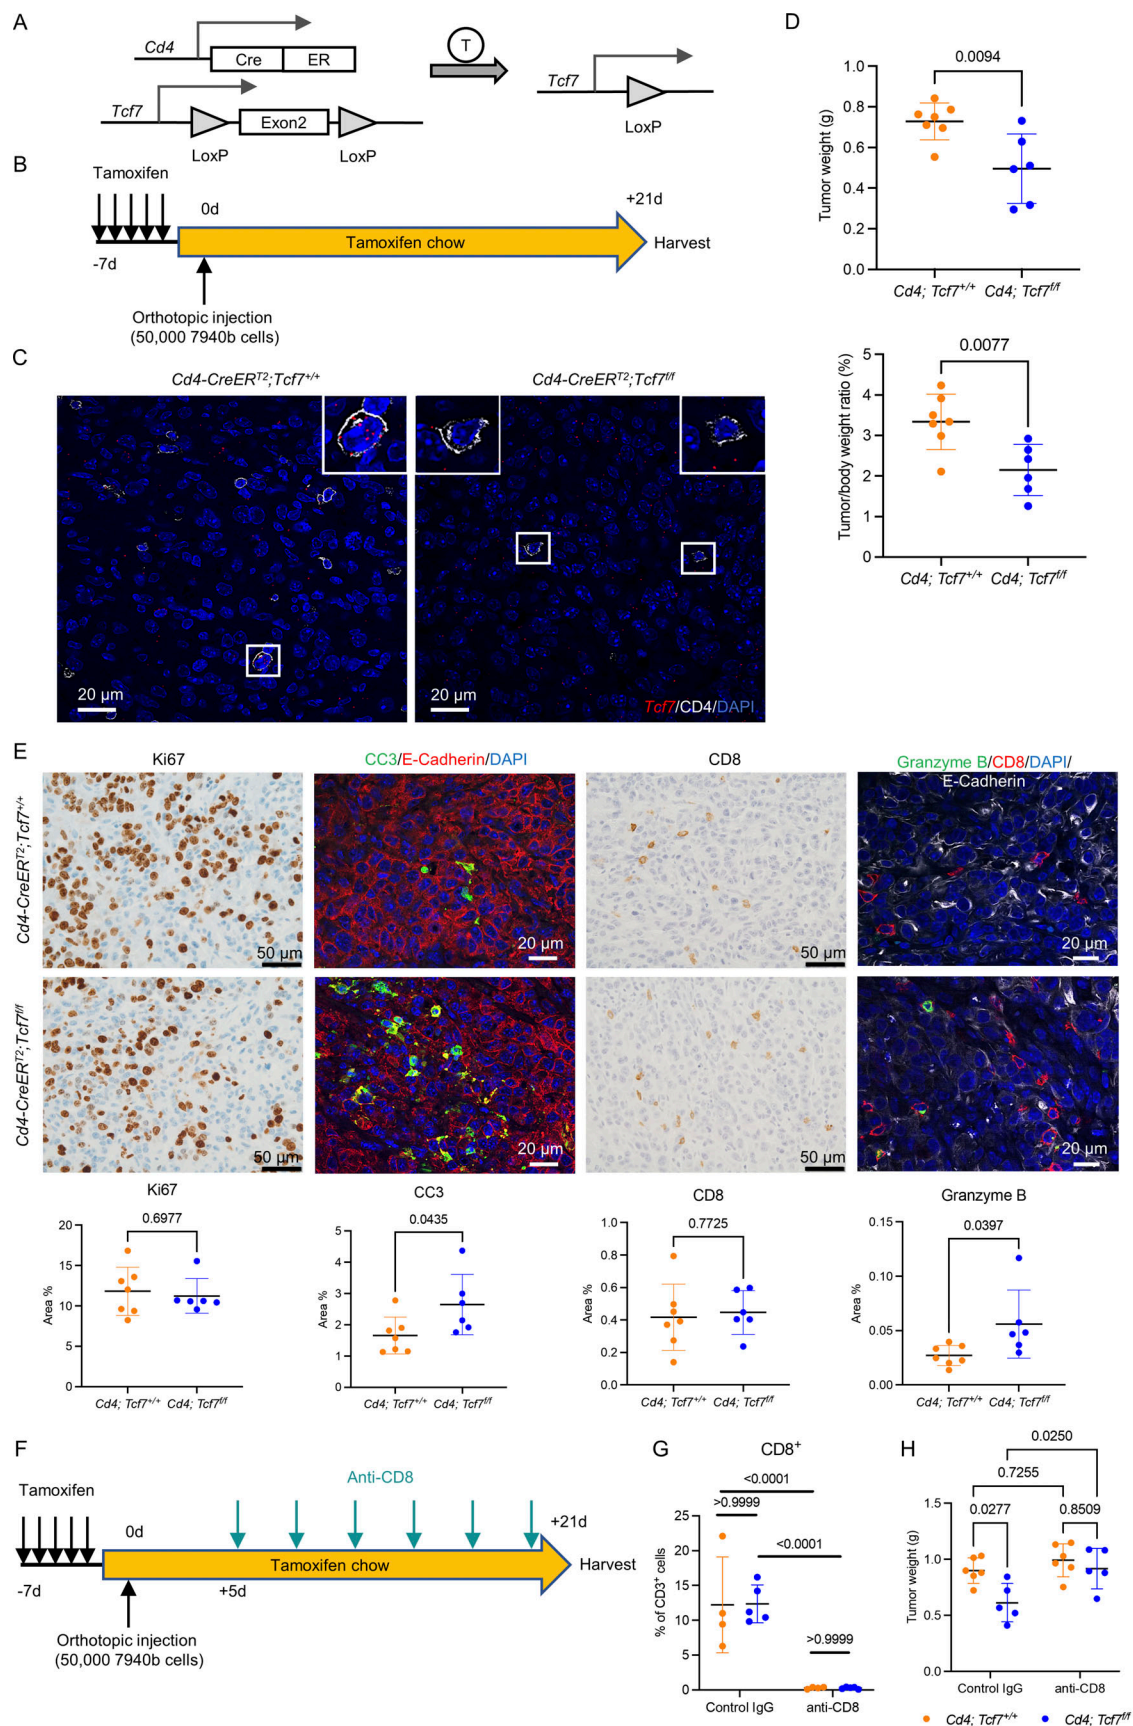 A
Cd4
Cre
ER
T
Tcf7
Tcf7
Exon2
LoxP
LoxP
LoxP
B
Tamoxifen
0d
+21d
Tamoxifen chow
Harvest
-7d
Orthotopic injection
(50,000 7940b cells)
C
Cd4-CreERT2;Tcf7+/+
Cd4-CreERT2;Tcf7f/f
20 µm
20 µm
Tcf7/CD4/DAPI
D
0.0094
Tumor weight (g)
1.0
0.8
0.6
0.4
0.2
0.0
Cd4; Tcf7+/+
Cd4; Tcf7f/f
0.0077
Tumor/body weight ratio (%)
5
4
3
2
1
0
Cd4; Tcf7+/+
Cd4; Tcf7f/f
E
Ki67
CC3/E-Cadherin/DAPI
CD8
Granzyme B/CD8/DAPI/
E-Cadherin
Cd4-CreERT2;Tcf7+/+
50 µm
20 µm
50 µm
20 µm
Cd4-CreERT2;Tcf7f/f
50 µm
20 µm
50 µm
20 µm
Ki67
0.6977
Area %
20
15
10
5
0
Cd4; Tcf7+/+
Cd4; Tcf7f/f
CC3
0.0435
Area %
5
4
3
2
1
0
Cd4; Tcf7+/+
Cd4; Tcf7f/f
CD8
0.7725
Area %
1.0
0.8
0.6
0.4
0.2
0.0
Cd4; Tcf7+/+
Cd4; Tcf7f/f
Granzyme B
0.0397
Area %
0.15
0.10
0.05
0.00
Cd4; Tcf7+/+
Cd4; Tcf7f/f
F
Tamoxifen
Anti-CD8
0d
+21d
Tamoxifen chow
Harvest
-7d
+5d
Orthotopic injection
(50,000 7940b cells)
G
CD8+
<0.0001
>0.9999
<0.0001
>0.9999
% of CD3+ cells
25
20
15
10
5
0
Control IgG
anti-CD8
H
0.0250
0.7255
0.0277
0.8509
Tumor weight (g)
1.5
1.0
0.5
0.0
Control IgG
anti-CD8
Cd4; Tcf7+/+
Cd4; Tcf7f/f